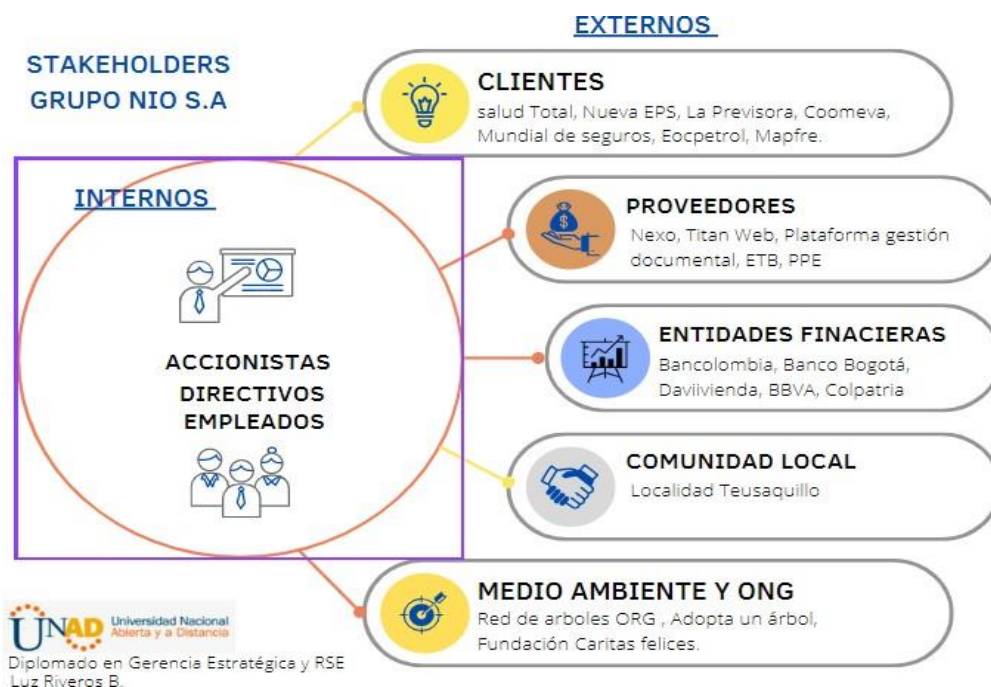 STAKEHOLDERS
GRUPO NIO S.A
EXTERNOS
CLIENTES
salud Total, Nueva EPS, La Previsora, Coomeva,
Mundial de seguros, Eocpetrol, Mapfre.
INTERNOS
ACCIONISTAS
DIRECTIVOS
EMPLEADOS
PROVEEDORES
Nexo, Titan Web, Plataforma gestión
documental, ETB, PPE
ENTIDADES FINACIERAS
Bancolombia, Banco Bogotá,
Daviivienda, BBVA, Colpatria
COMUNIDAD LOCAL
Localidad Teusaquillo
MEDIO AMBIENTE Y ONG
Red de arboles ORG , Adopta un árbol,
Fundación Caritas felices.
UNAD
Universidad Nacional
Abierta y a Distancia
Diplomado en Gerencia Estratégica y RSE
Luz Riveros B.